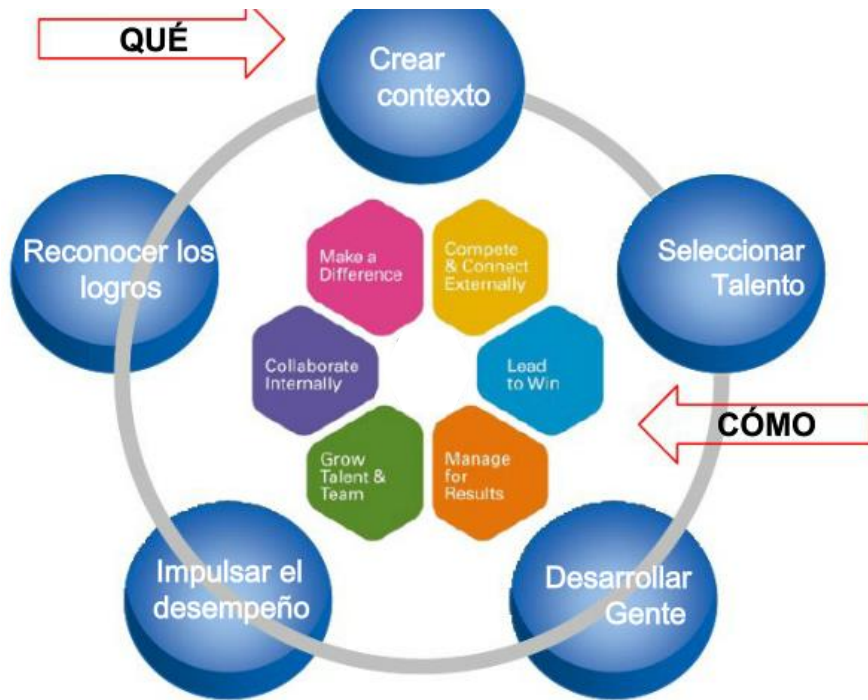 QUÉ
Crear
contexto
Reconocer los
logros
Seleccionar
Talento
Make a
Difference
Compete
& Connect
Externally
Collaborate
Internally
Lead
to Win
CÓMO
Grow
Talent &
Team
Manage
for
Results
Impulsar el
desempeño
Desarrollar
Gente